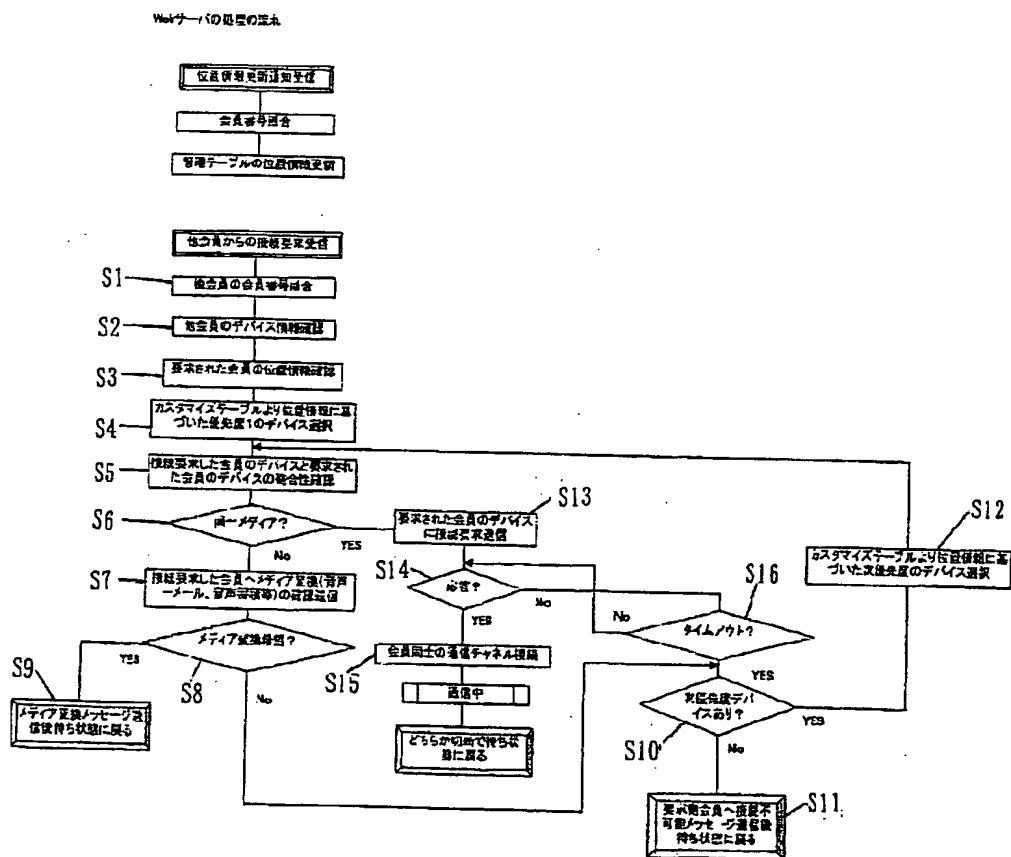 Webサーバの処理の流れ
位置情報更新通知受信
会員番号照合
管理テーブルの位置情報更新
他会員からの接続要求受信
S1
他会員の会員番号照合
S2
他会員のデバイス情報確認
S3
要求された会員の位置情報確認
S4
カスタマイズテーブルより位置情報に基
づいた優先度1のデバイス選択
S5
接続要求した会員のデバイスと要求され
た会員のデバイスの整合性確認
S6
同一メディア?
YES
No
S13
要求された会員のデバイス
に接続要求送信
S12
カスタマイズテーブルより位置情報に基
づいた次優先度のデバイス選択
S7
接続要求した会員へメディア変換(音声
ーメール、音声
の確認送信
S14
応答?
No
YES
S16
タイムアウト?
No
YES
S8
メディア変換
?
YES
No
S9
メディア変換メッセージ送
信後待ち状態に戻る
S15
会員同士の通信チャネル接続
通信中
どちらか切断で待ち状
態に戻る
S10
次優先度デバ
イスあり?
YES
No
S11
要求
会員へ接続不
可能メッセージ送信後
待ち状態に戻る